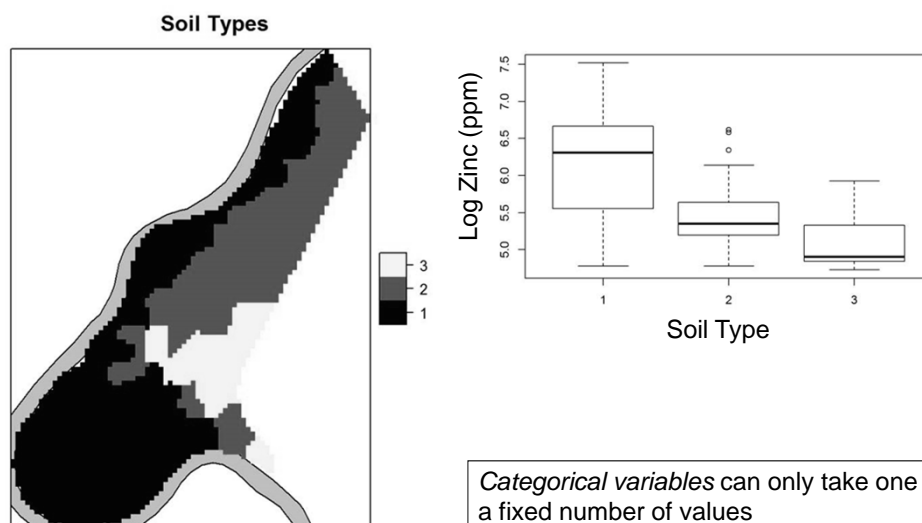 Soil Types
3
2
1
Log Zinc (ppm)
7.5
7.0
6.5
6.0
5.5
5.0
1 2 3
Soil Type
Categorical variables can only take one
a fixed number of values